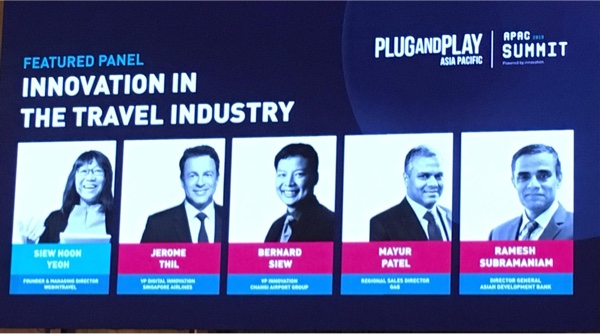 FEATURED PANEL
INNOVATION IN
THE TRAVEL INDUSTRY
PLUGANDPLAY
ASIA PACIFIC
APAC 2019
SUMMIT
Powered by innovation.
SIEW HOON
YEOH
FOUNDER & MANAGING DIRECTOR
WEBINTRAVEL
JEROME
THIL
VP DIGITAL INNOVATION
SINGAPORE AIRLINES
BERNARD
SIEW
VP INNOVATION
CHANGI AIRPORT GROUP
MAYUR
PATEL
REGIONAL SALES DIRECTOR
OAG
RAMESH
SUBRAMANIAM
DIRECTOR GENERAL
ASIAN DEVELOPMENT BANK